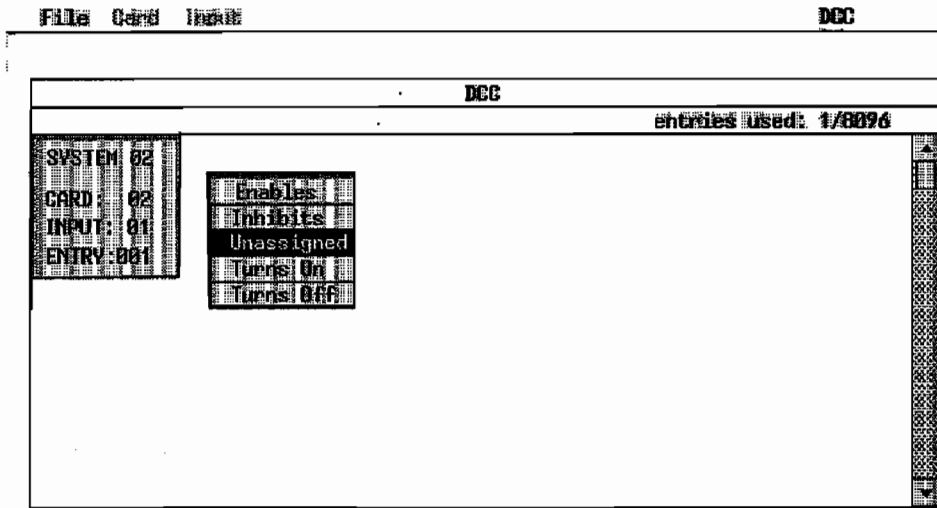 File Card Input DCC
DCC
entries used: 1/8096
SYSTEM 02
CARD: 02
INPUT: 01
ENTRY:001
Enables
Inhibits
Unassigned
Turns On
Turns Off